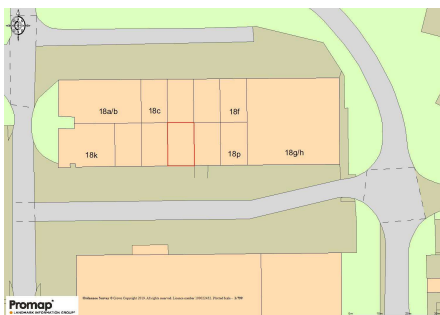 18a/b
18c
18f
18k
18p
18g/h
Promap
LANDMARK INFORMATION GROUP